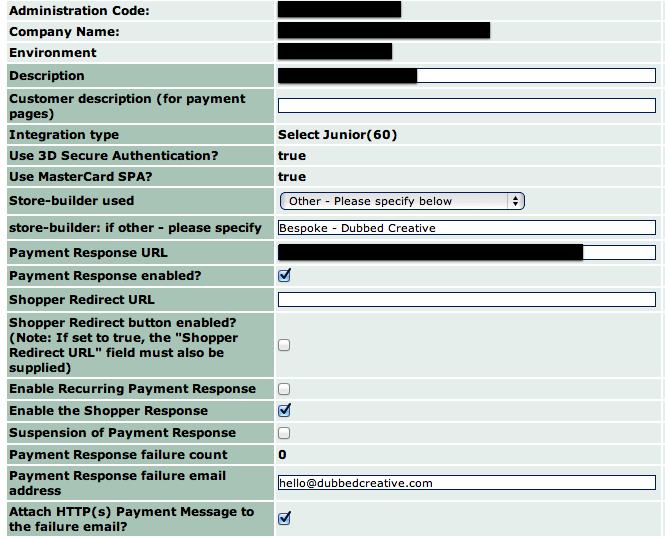 Administration Code:
Company Name:
Environment
Description
Customer description (for payment
pages)
Integration type Select Junior(60)
Use 3D Secure Authentication? true
Use MasterCard SPA? true
Store-builder used Other - Please specify below
store-builder: if other - please specify Bespoke - Dubbed Creative
Payment Response URL
Payment Response enabled?
Shopper Redirect URL
Shopper Redirect button enabled?
(Note: If set to true, the "Shopper
Redirect URL" field must also be
supplied)
Enable Recurring Payment Response
Enable the Shopper Response
Suspension of Payment Response
Payment Response failure count 0
Payment Response failure email
address
hello@dubbedcreative.com
Attach HTTP(s) Payment Message to
the failure email?